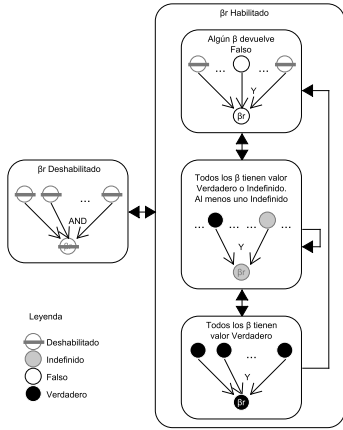 βr Habilitado
Algún β devuelve
Falso
... ...
Y
βr
βr Deshabilitado
...
AND
βr
Todos los β tienen valor
Verdadero o Indefinido.
Al menos uno Indefinido
... ... ...
Y
βr
Todos los β tienen
valor Verdadero
...
Y
βr
Leyenda
Deshabilitado
Indefinido
Falso
Verdadero